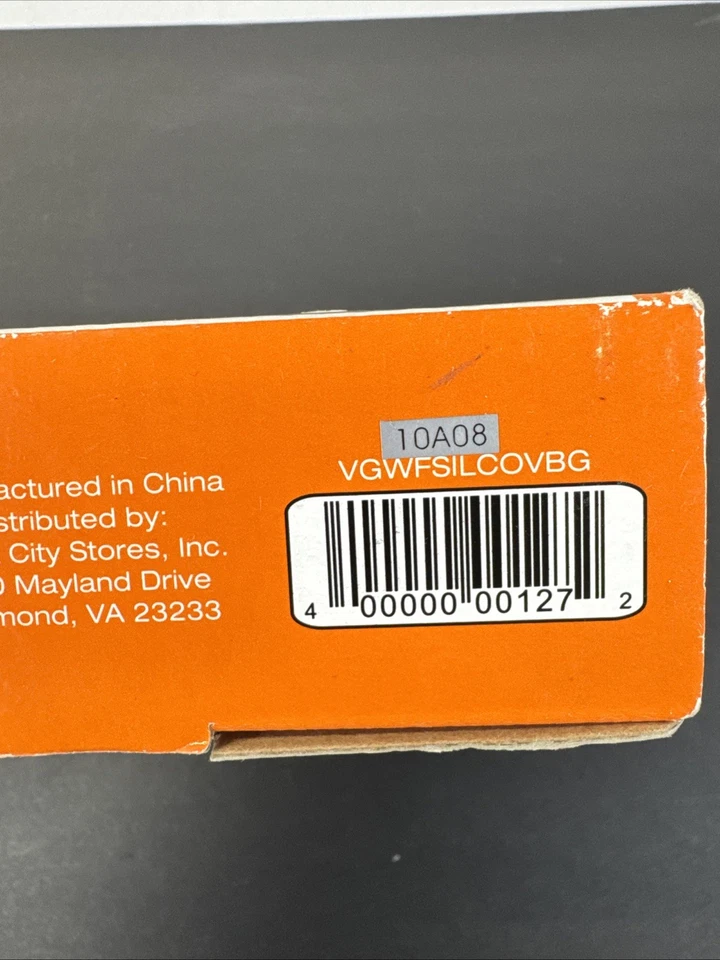 10A08
VGWFSILCOVBG
actured in China
stributed by:
City Stores, Inc.
0 Mayland Drive
mond, VA 23233
4 00000 00127 2